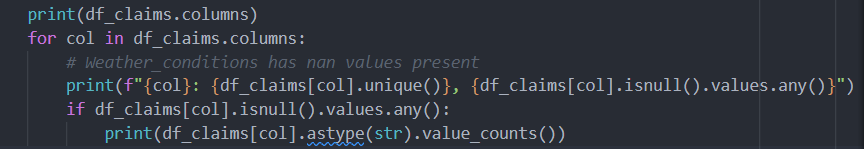 print(df_claims.columns)
for col in df_claims.columns:
    # Weather_conditions has nan values present
    print(f"{col}: {df_claims[col].unique()}, {df_claims[col].isnull().values.any()}")
    if df_claims[col].isnull().values.any():
        print(df_claims[col].astype(str).value_counts())